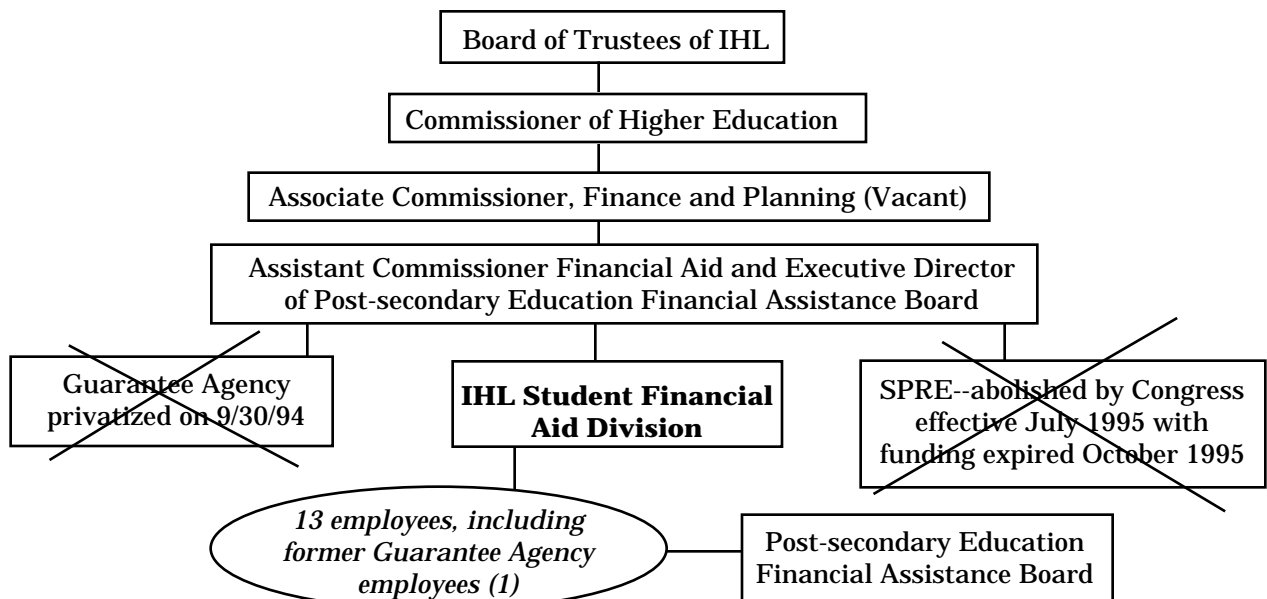 Board of Trustees of IHL
Commissioner of Higher Education
Associate Commissioner, Finance and Planning (Vacant)
Assistant Commissioner Financial Aid and Executive Director
of Post-secondary Education Financial Assistance Board
Guarantee Agency
privatized on 9/30/94
IHL Student Financial
Aid Division
SPRE--abolished by Congress
effective July 1995 with
funding expired October 1995
13 employees, including
former Guarantee Agency
employees (1)
Post-secondary Education
Financial Assistance Board